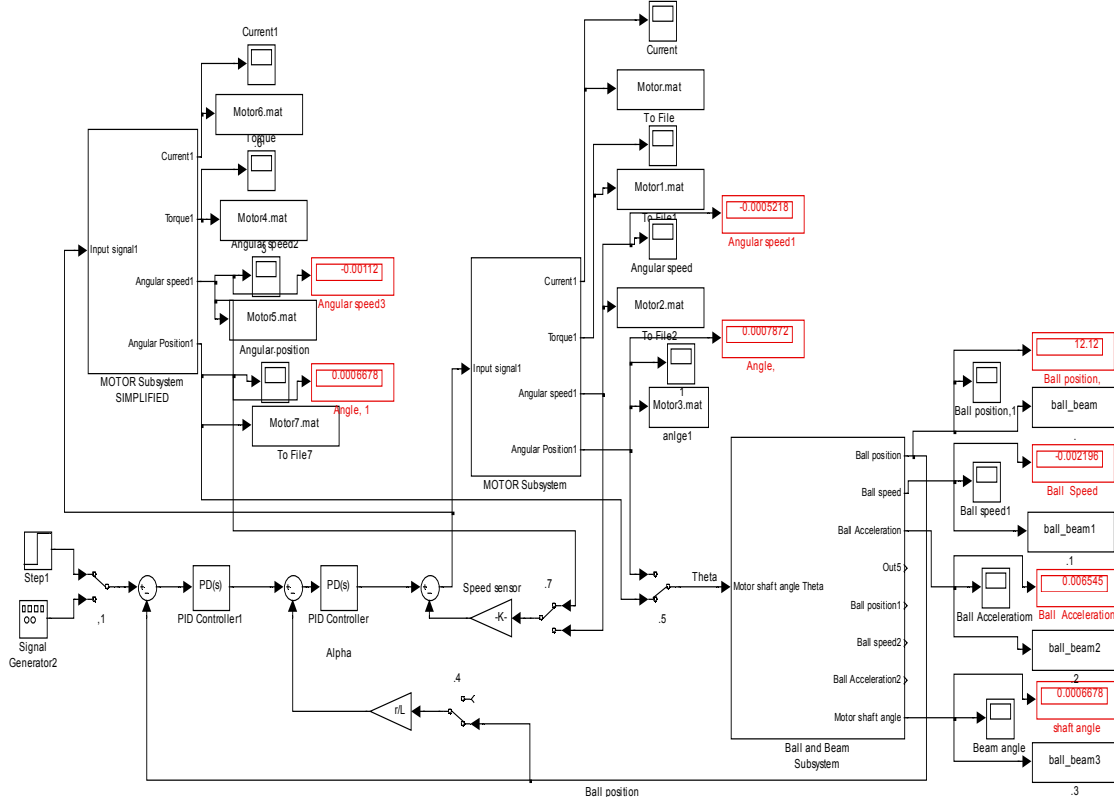 Current1
Motor6.mat
Torque
.6
Current1
Torque1
Input signal1
Angular speed1
Angular Position1
MOTOR Subsystem
SIMPLIFIED
Motor4.mat
Angular speed2
3
-0.00112
Angular speed3
Motor5.mat
Angular position
0.0006678
Angle, 1
Motor7.mat
To File7
Current
Motor.mat
To File
Motor1.mat
To File1
-0.0005218
Angular speed1
Angular speed
Motor2.mat
To File2
0.0007872
Angle,
1
Motor3.mat
anlge1
Current1
Torque1
Input signal1
Angular speed1
Angular Position1
MOTOR Subsystem
12.12
Ball position,
Ball position,1
ball_beam
.
-0.002196
Ball Speed
Ball speed1
ball_beam1
.1
0.006545
Ball Acceleration
Ball Acceleration
ball_beam2
.2
0.0006678
shaft angle
Beam angle
ball_beam3
.3
Ball position
Ball speed
Ball Acceleration
Out5
Motor shaft angle Theta
Ball position1
Ball speed2
Ball Acceleration2
Motor shaft angle
Ball and Beam
Subsystem
Theta
.5
Step1
Signal
Generator2
,1
+
-
PD(s)
PID Controller1
+
-
PD(s)
PID Controller
+
-
Speed sensor
-K-
.7
Alpha
r/L
.4
Ball position